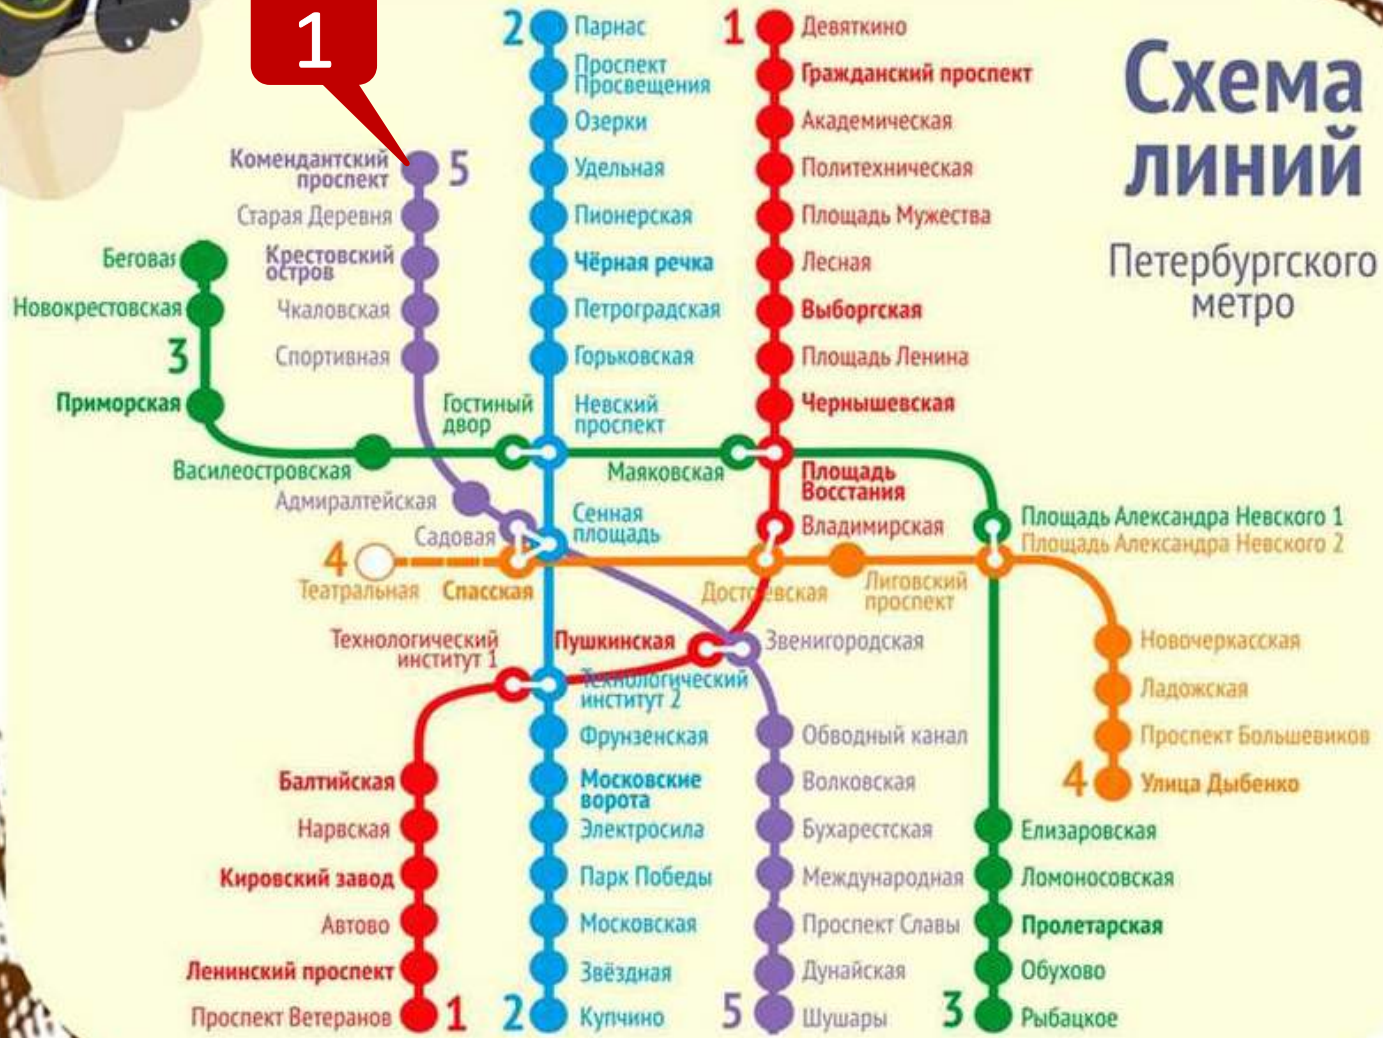 1
2
Парнас
Проспект
Просвещения
Озерки
Удельная
Пионерская
Чёрная речка
Петроградская
Горьковская
Невский
проспект
Сенная
площадь
Технологический
институт 2
Фрунзенская
Московские
ворота
Электросила
Парк Победы
Московская
Звёздная
2
Купчино
1
Девяткино
Гражданский проспект
Академическая
Политехническая
Площадь Мужества
Лесная
Выборгская
Площадь Ленина
Чернышевская
Площадь
Восстания
Владимирская
Пушкинская
Технологический
институт 1
Балтийская
Нарвская
Кировский завод
Автово
Ленинский проспект
Проспект Ветеранов
1
Схема
линий
Петербургского
метро
Комендантский
проспект
5
Старая Деревня
Крестовский
остров
Чкаловская
Спортивная
Адмиралтейская
Садовая
Звенигородская
Обводный канал
Волковская
Бухарестская
Международная
Проспект Славы
Дунайская
5
Шушары
Беговая
Новокрестовская
3
Приморская
Василеостровская
Гостиный
двор
Маяковская
Площадь Александра Невского 1
Елизаровская
Ломоносовская
Пролетарская
Обухово
3
Рыбацкое
4
Театральная
Спасская
Достоевская
Лиговский
проспект
Площадь Александра Невского 2
Новочеркасская
Ладожская
Проспект Большевиков
4
Улица Дыбенко